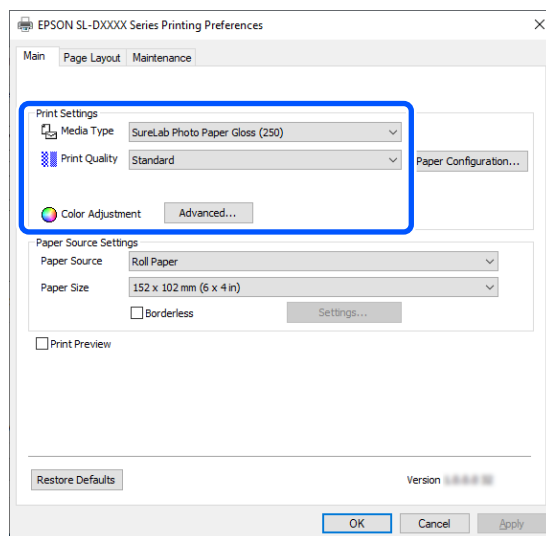 EPSON SL-DXXXX Series Printing Preferences
Main Page Layout Maintenance
Print Settings
Media Type SureLab Photo Paper Gloss (250)
Print Quality Standard Paper Configuration...
Color Adjustment Advanced...
Paper Source Settings
Paper Source Roll Paper
Paper Size 152 x 102 mm (6 x 4 in)
Borderless Settings...
Print Preview
Restore Defaults Version
OK Cancel Apply